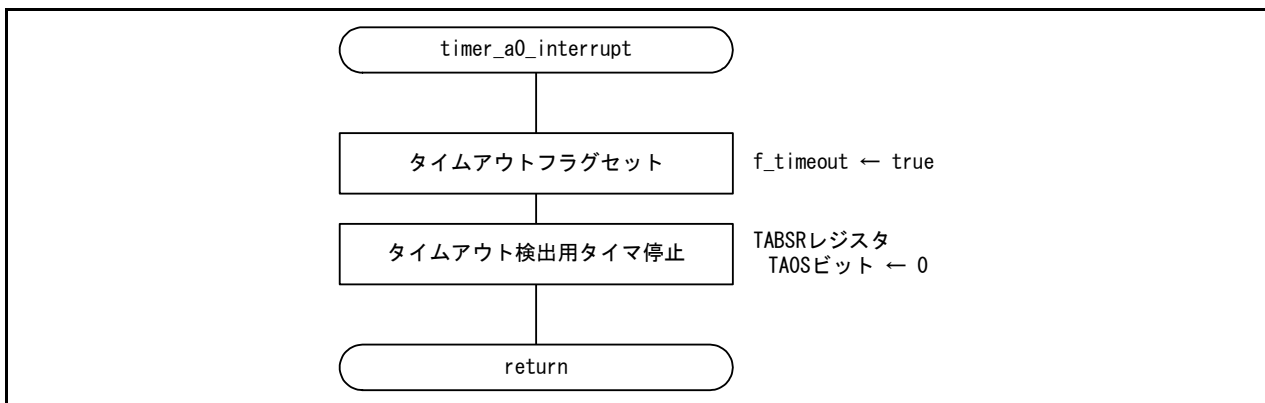 timer_a0_interrupt
タイムアウトフラグセット
f_timeout ← true
タイムアウト検出用タイマ停止
TABSRレジスタ
TA0Sビット ← 0
return